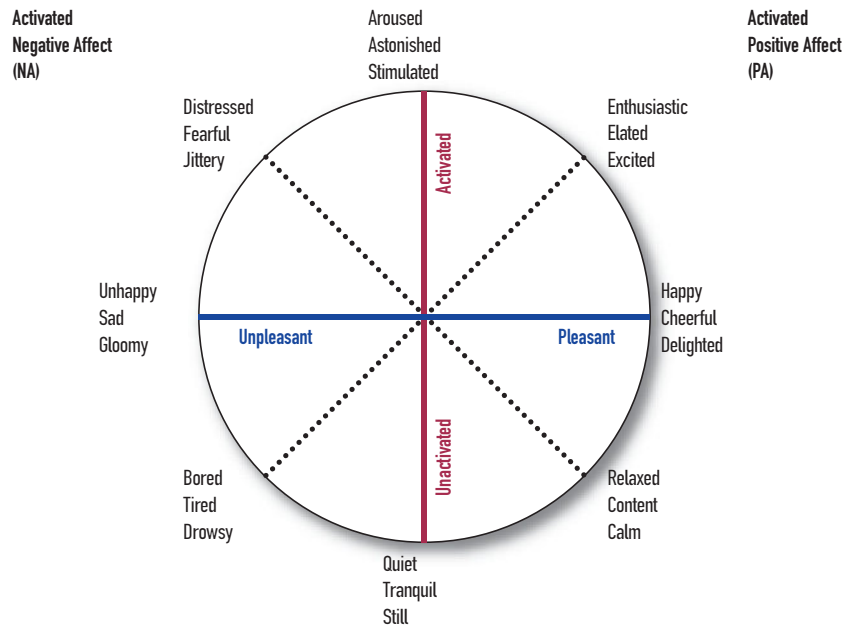 Activated
Negative Affect
(NA)
Aroused
Astonished
Stimulated
Activated
Positive Affect
(PA)
Distressed
Fearful
Jittery
Enthusiastic
Elated
Excited
Activated
Unhappy
Sad
Gloomy
Unpleasant
Pleasant
Happy
Cheerful
Delighted
Unactivated
Bored
Tired
Drowsy
Relaxed
Content
Calm
Quiet
Tranquil
Still